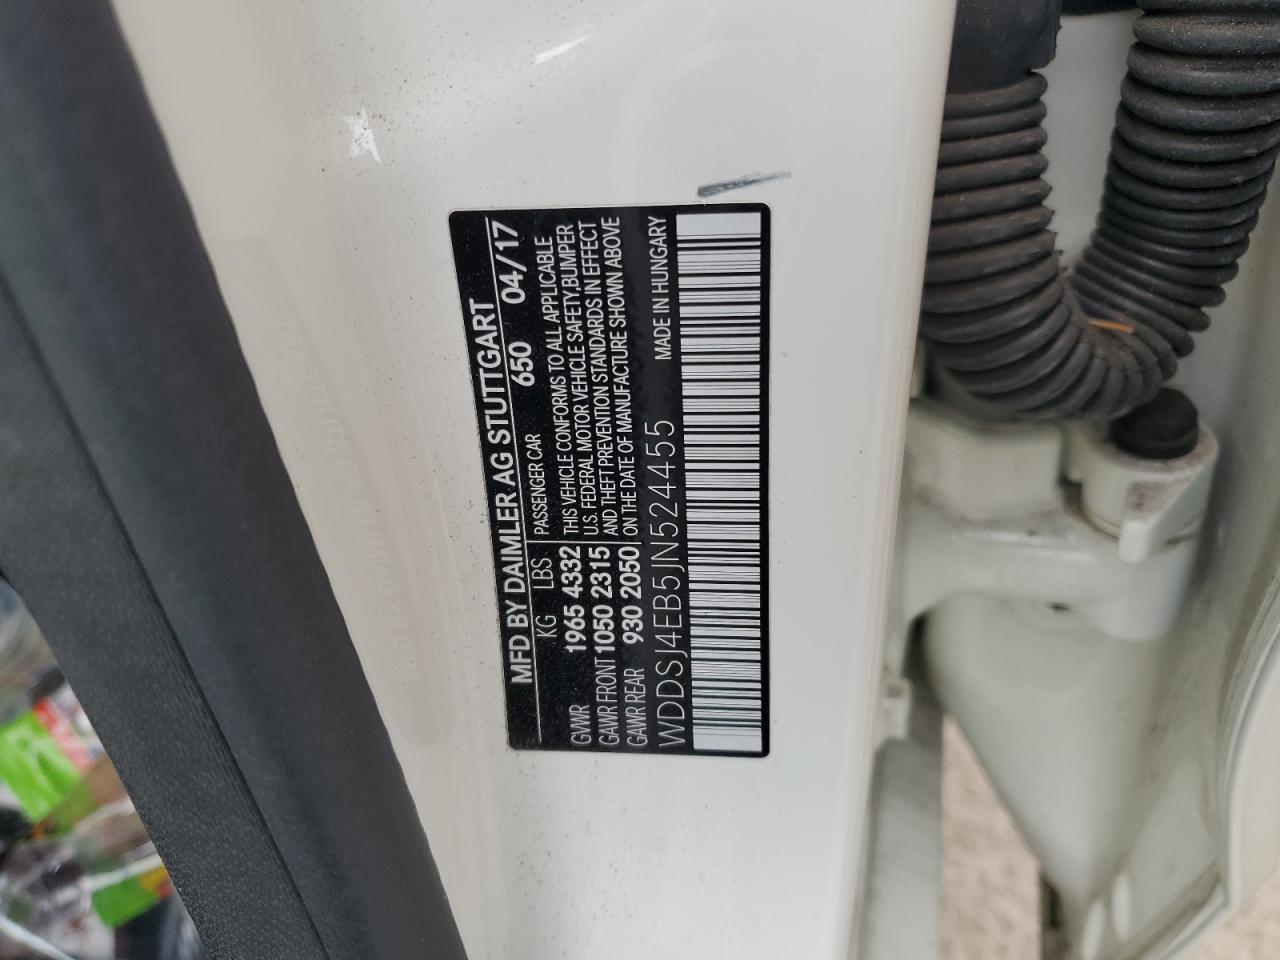 MFD BY DAIMLER AG STUTTGART
KG LBS PASSENGER CAR 650 04/17
GVWR 1965 4332 THIS VEHICLE CONFORMS TO ALL APPLICABLE
U.S. FEDERAL MOTOR VEHICLE SAFETY,BUMPER
GAWR FRONT 1050 2315 AND THEFT PREVENTION STANDARDS IN EFFECT
GAWR REAR 930 2050 ON THE DATE OF MANUFACTURE SHOWN ABOVE
WDDSJ4EB5JN524455 MADE IN HUNGARY